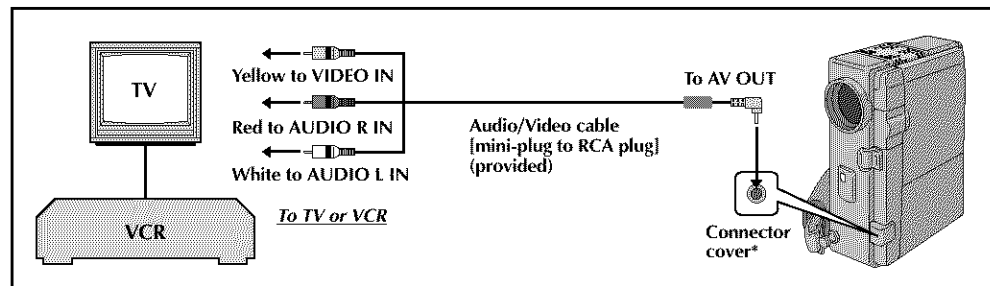 TV
VCR
Yellow to VIDEO IN
Red to AUDIO R IN
White to AUDIO L IN
To TV or VCR
Audio/Video cable
[mini-plug to RCA plug]
(provided)
To AV OUT
Connector
cover*